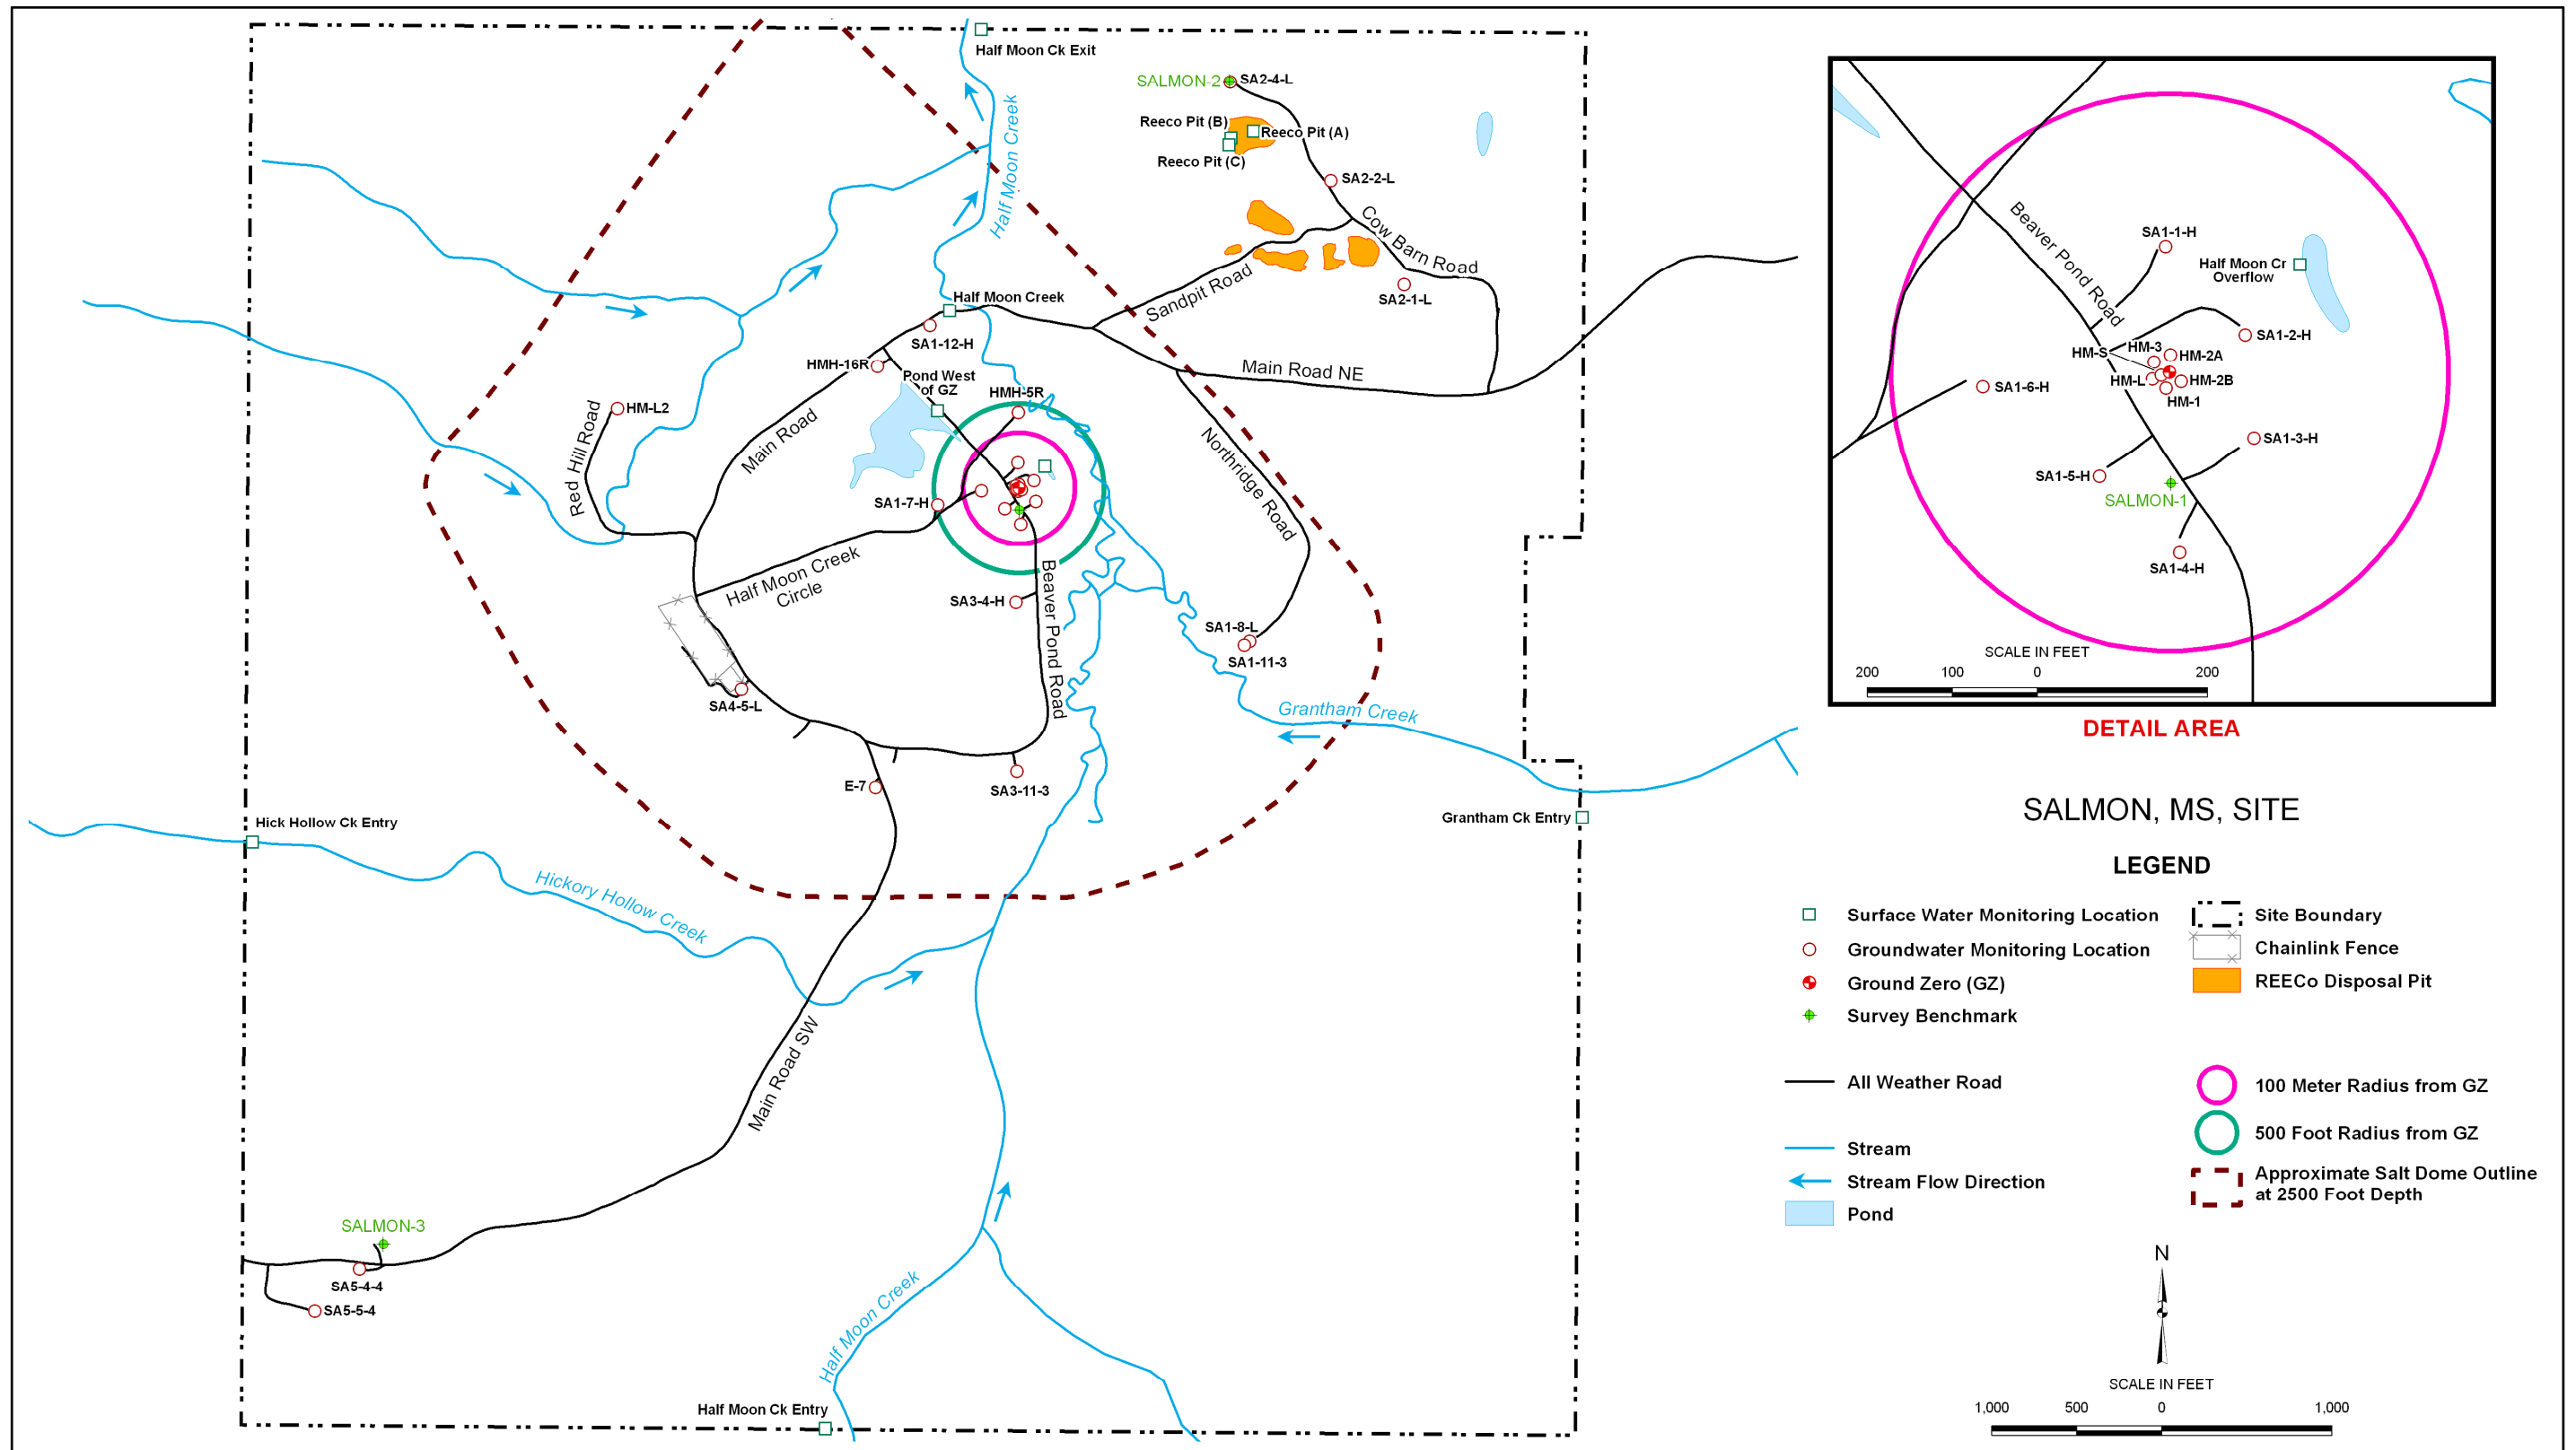 Half Moon Ck Exit
SALMON-2
SA2-4-L
Reeco Pit (B)
Reeco Pit (A)
Reeco Pit (C)
Half Moon Creek
SA2-2-L
Cow Barn Road
Sandpit Road
SA2-1-L
Half Moon Creek
SA1-12-H
HMH-16R
Pond West
of GZ
HMH-5R
Main Road NE
HM-L2
Red Hill Road
Main Road
Northridge Road
SA1-7-H
Half Moon Creek
Circle
Beaver Pond Road
SA3-4-H
SA1-8-L
SA1-11-3
SA4-5-L
Grantham Creek
E-7
SA3-11-3
Grantham Ck Entry
Hick Hollow Ck Entry
Hickory Hollow Creek
Main Road SW
SALMON-3
SA5-4-4
SA5-5-4
Half Moon Creek
Half Moon Ck Entry
Beaver Pond Road
SA1-1-H
Half Moon Cr
Overflow
SA1-2-H
HM-S
HM-3
HM-2A
HM-L
HM-2B
HM-1
SA1-6-H
SA1-3-H
SA1-5-H
SALMON-1
SA1-4-H
SCALE IN FEET
200 100 0 200
DETAIL AREA
SALMON, MS, SITE
LEGEND
Surface Water Monitoring Location
Groundwater Monitoring Location
Ground Zero (GZ)
Survey Benchmark
All Weather Road
Stream
Stream Flow Direction
Pond
Site Boundary
Chainlink Fence
REECo Disposal Pit
100 Meter Radius from GZ
500 Foot Radius from GZ
Approximate Salt Dome Outline
at 2500 Foot Depth
N
SCALE IN FEET
1,000 500 0 1,000